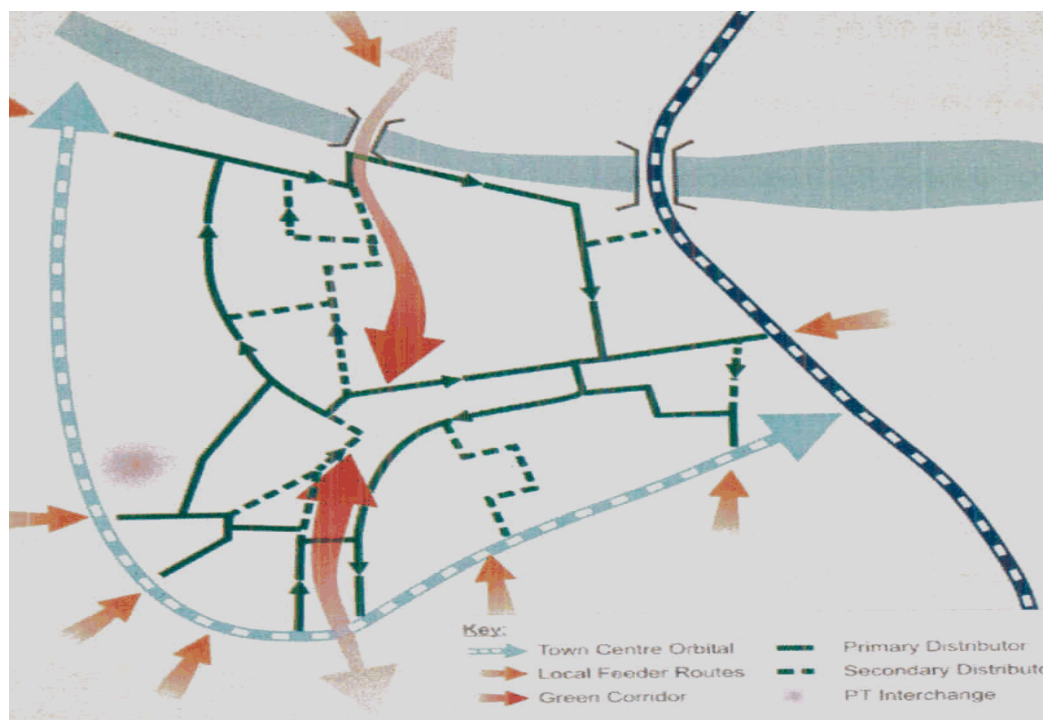 Key:
Town Centre Orbital
Local Feeder Routes
Green Corridor
Primary Distributor
Secondary Distributo
PT Interchange